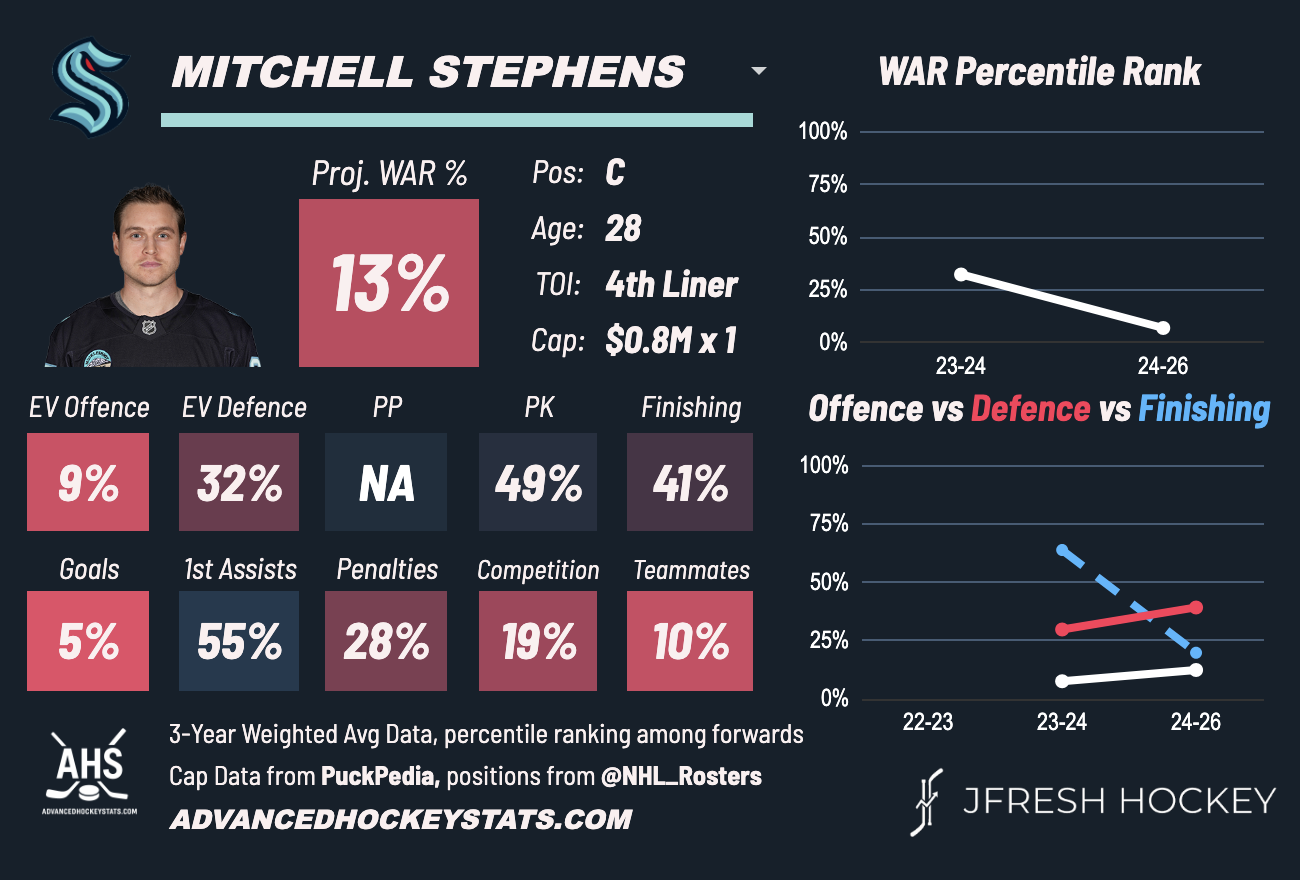 MITCHELL STEPHENS
WAR Percentile Rank
Proj. WAR %
13%
Pos: C
Age: 28
TOI: 4th Liner
Cap: $0.8M x 1
100%
75%
50%
25%
0%
23-24 24-26
EV Offence EV Defence PP PK Finishing
9% 32% NA 49% 41%
Goals 1st Assists Penalties Competition Teammates
5% 55% 28% 19% 10%
Offence vs Defence vs Finishing
100%
75%
50%
25%
0%
22-23 23-24 24-26
AHS
ADVANCEDHOCKEYSTATS.COM
3-Year Weighted Avg Data, percentile ranking among forwards
Cap Data from PuckPedia, positions from @NHL_Rosters
ADVANCEDHOCKEYSTATS.COM
JFRESH HOCKEY